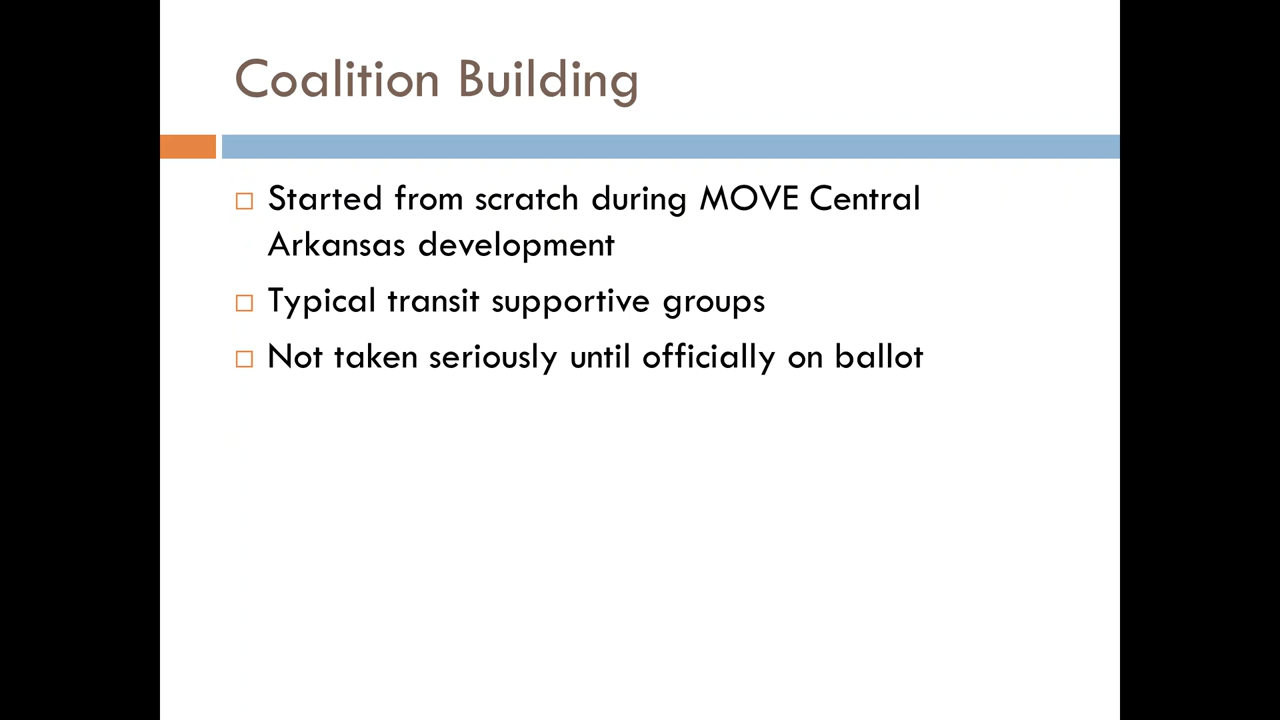 Coalition Building
Started from scratch during MOVE Central
Arkansas development
Typical transit supportive groups
Not taken seriously until officially on ballot